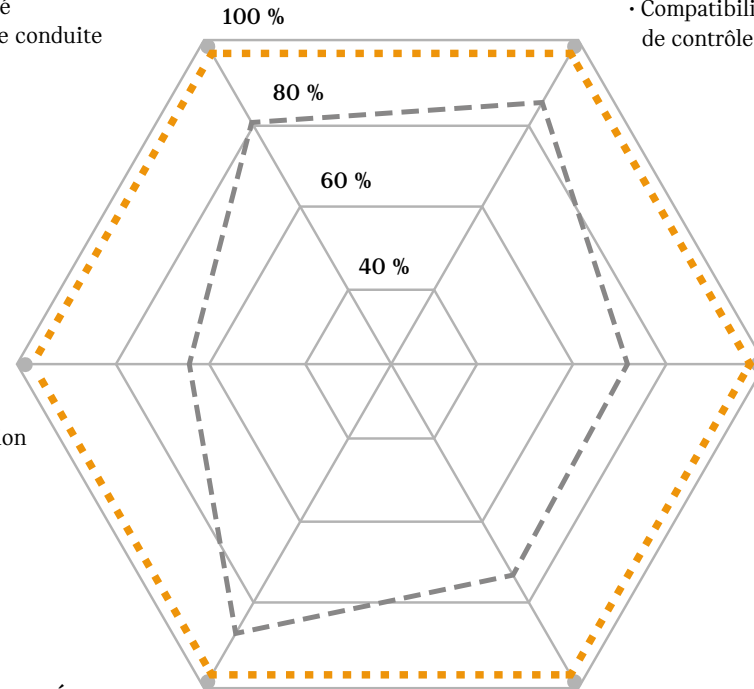 é
e conduite
100 %
· Compatibili
de contrôle
80 %
60 %
40 %
on